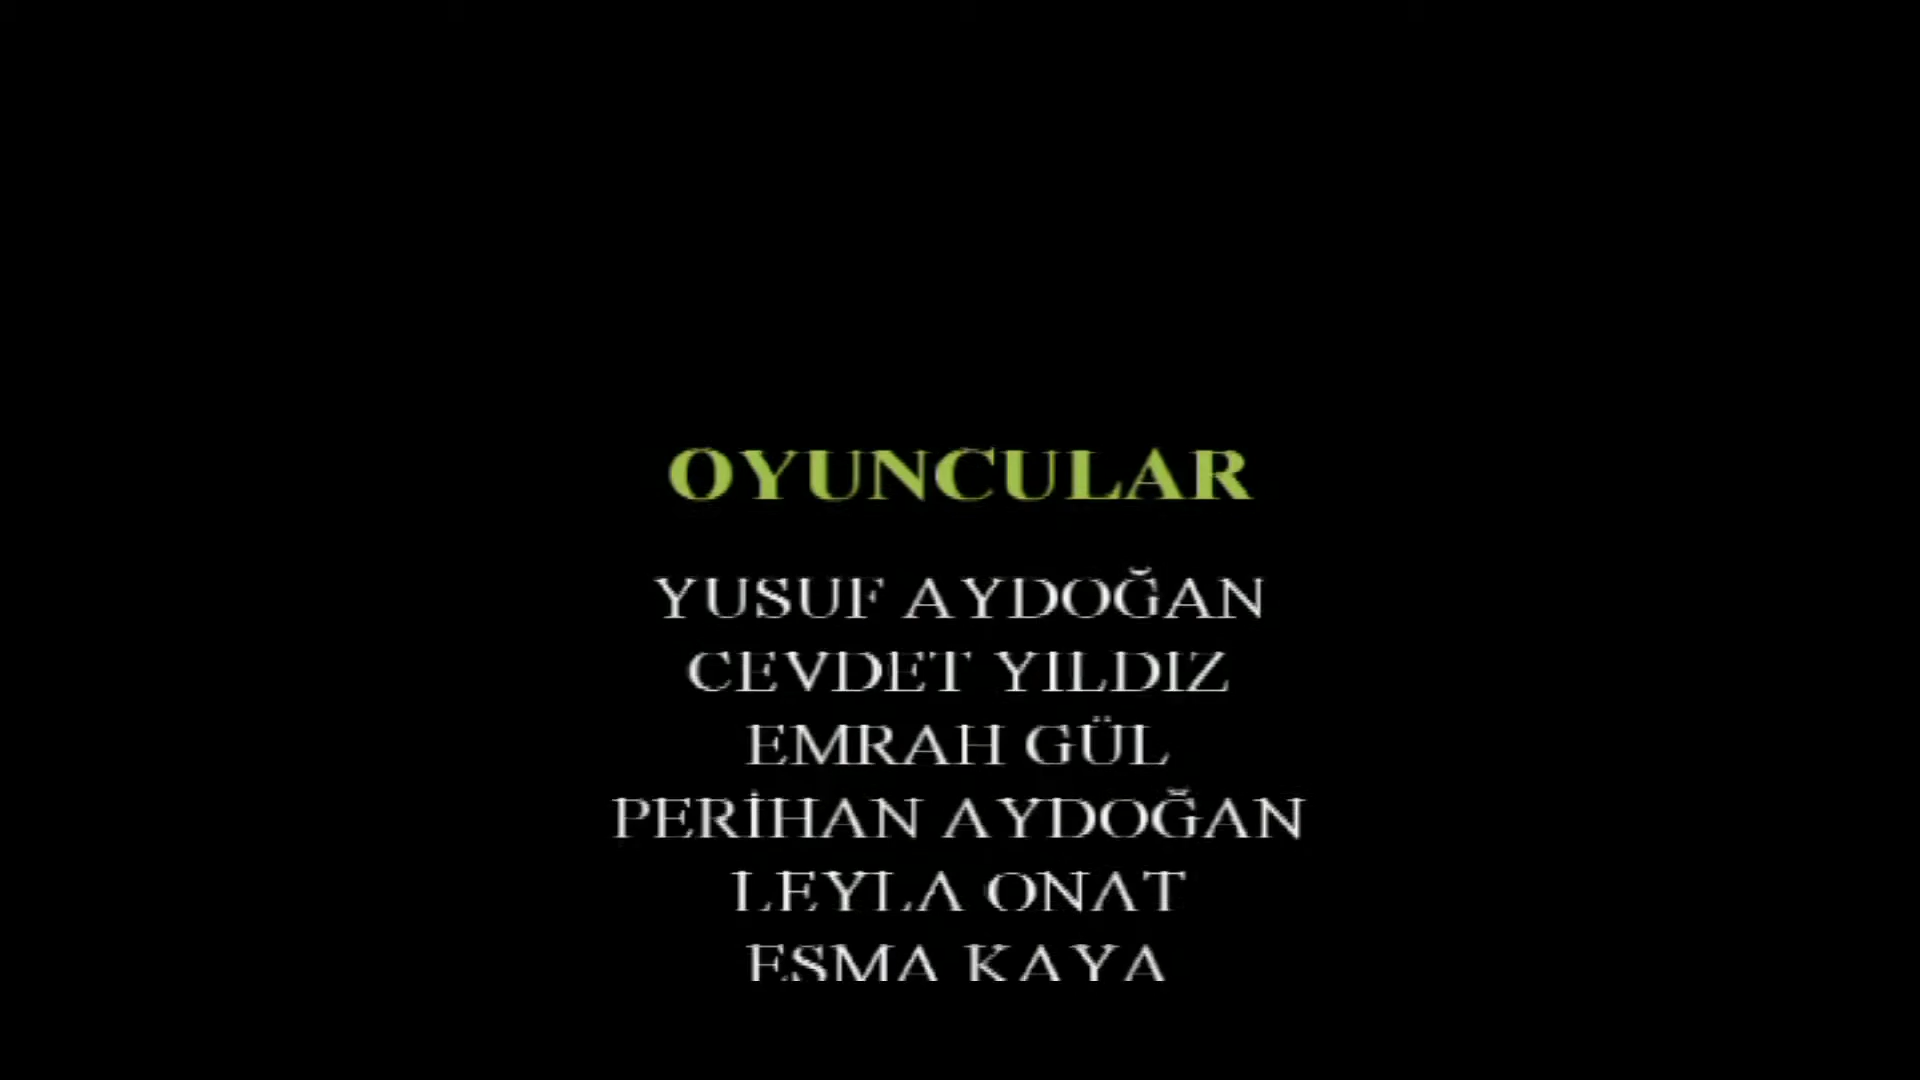 OYUNCULAR
YUSUF AYDOĞAN
CEVDET YILDIZ
EMRAH GÜL
PERİHAN AYDOĞAN
LEYLA ONAT
ESMA KAYA